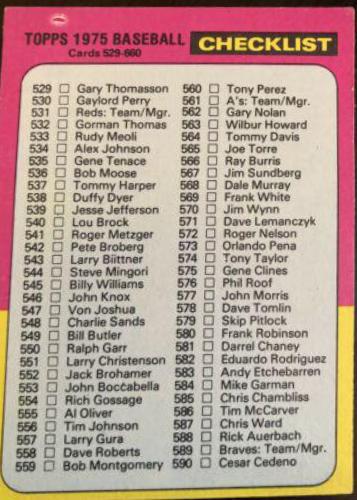 TOPPS 1975 BASEBALL CHECKLIST
Cards 529-660
529 Gary Thomasson
530 Gaylord Perry
531 Reds: Team/Mgr.
532 Gorman Thomas
533 Rudy Meoli
534 Alex Johnson
535 Gene Tenace
536 Bob Moose
537 Tommy Harper
538 Duffy Dyer
539 Jesse Jefferson
540 Lou Brock
541 Roger Metzger
542 Pete Broberg
543 Larry Biittner
544 Steve Mingori
545 Billy Williams
546 John Knox
547 Von Joshua
548 Charlie Sands
549 Bill Butler
550 Ralph Garr
551 Larry Christenson
552 Jack Brohamer
553 John Boccabella
554 Rich Gossage
555 Al Oliver
556 Tim Johnson
557 Larry Gura
558 Dave Roberts
559 Bob Montgomery
560 Tony Perez
561 A's: Team/Mgr.
562 Gary Nolan
563 Wilbur Howard
564 Tommy Davis
565 Joe Torre
566 Ray Burris
567 Jim Sundberg
568 Dale Murray
569 Frank White
570 Jim Wynn
571 Dave Lemanczyk
572 Roger Nelson
573 Orlando Pena
574 Tony Taylor
575 Gene Clines
576 Phil Roof
577 John Morris
578 Dave Tomlin
579 Skip Pitlock
580 Frank Robinson
581 Darrel Chaney
582 Eduardo Rodriguez
583 Andy Etchebarren
584 Mike Garman
585 Chris Chambliss
586 Tim McCarver
587 Chris Ward
588 Rick Auerbach
589 Braves: Team/Mgr.
590 Cesar Cedeno